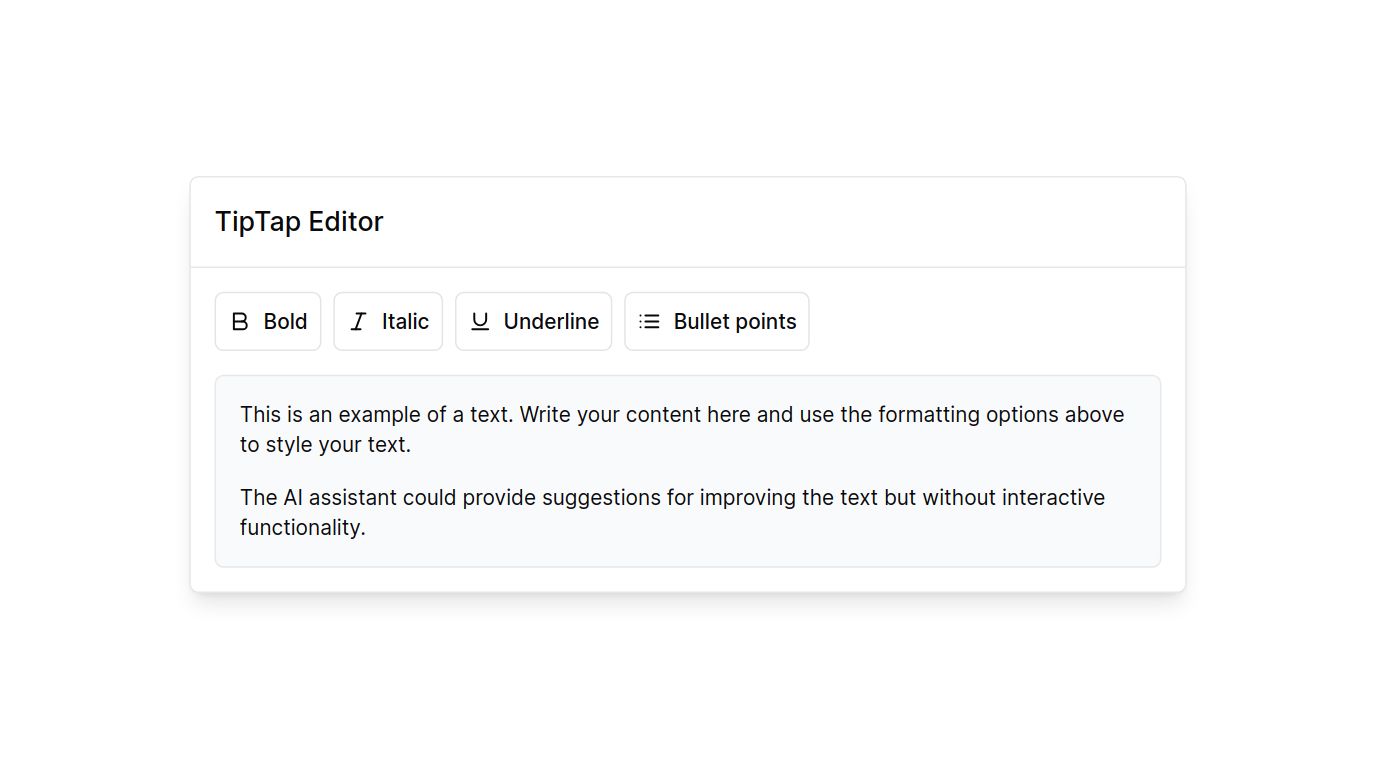 TipTap Editor
Bold Italic Underline Bullet points
This is an example of a text. Write your content here and use the formatting options above
to style your text.
The AI assistant could provide suggestions for improving the text but without interactive
functionality.